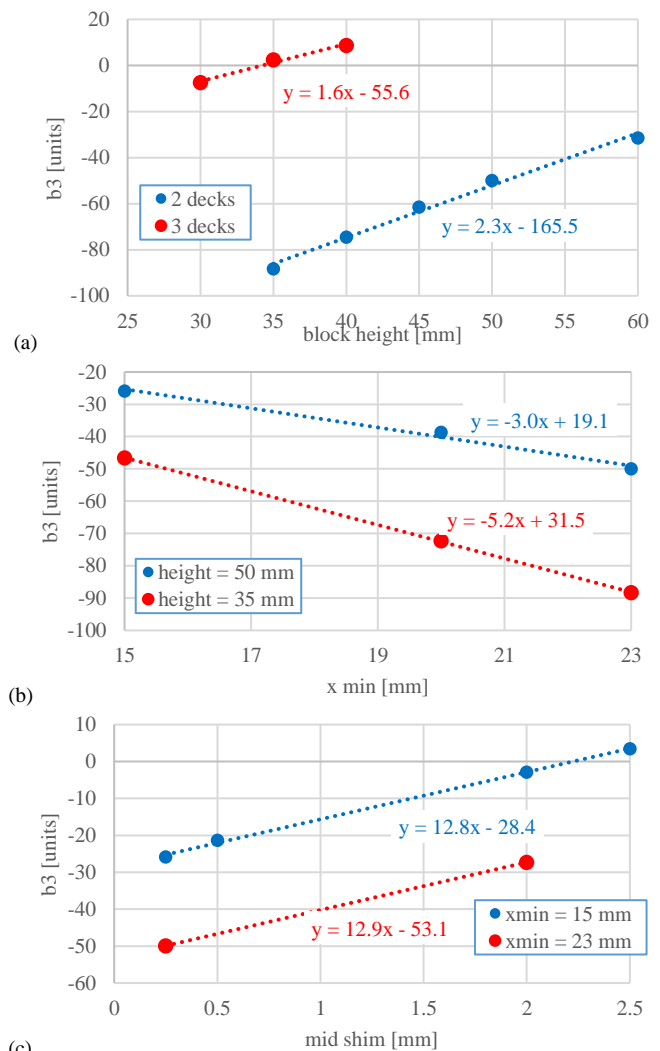 20
0
-20
-40
-60
-80
-100
b3 [units]
y = 1.6x - 55.6
y = 2.3x - 165.5
2 decks
3 decks
25 30 35 40 45 50 55 60
block height [mm]
(a)
-20
-30
-40
-50
-60
-70
-80
-90
-100
b3 [units]
y = -3.0x + 19.1
y = -5.2x + 31.5
height = 50 mm
height = 35 mm
15 17 19 21 23
x min [mm]
(b)
10
0
-10
-20
-30
-40
-50
-60
b3 [units]
y = 12.8x - 28.4
y = 12.9x - 53.1
xmin = 15 mm
xmin = 23 mm
0 0.5 1 1.5 2 2.5
mid shim [mm]
(c)